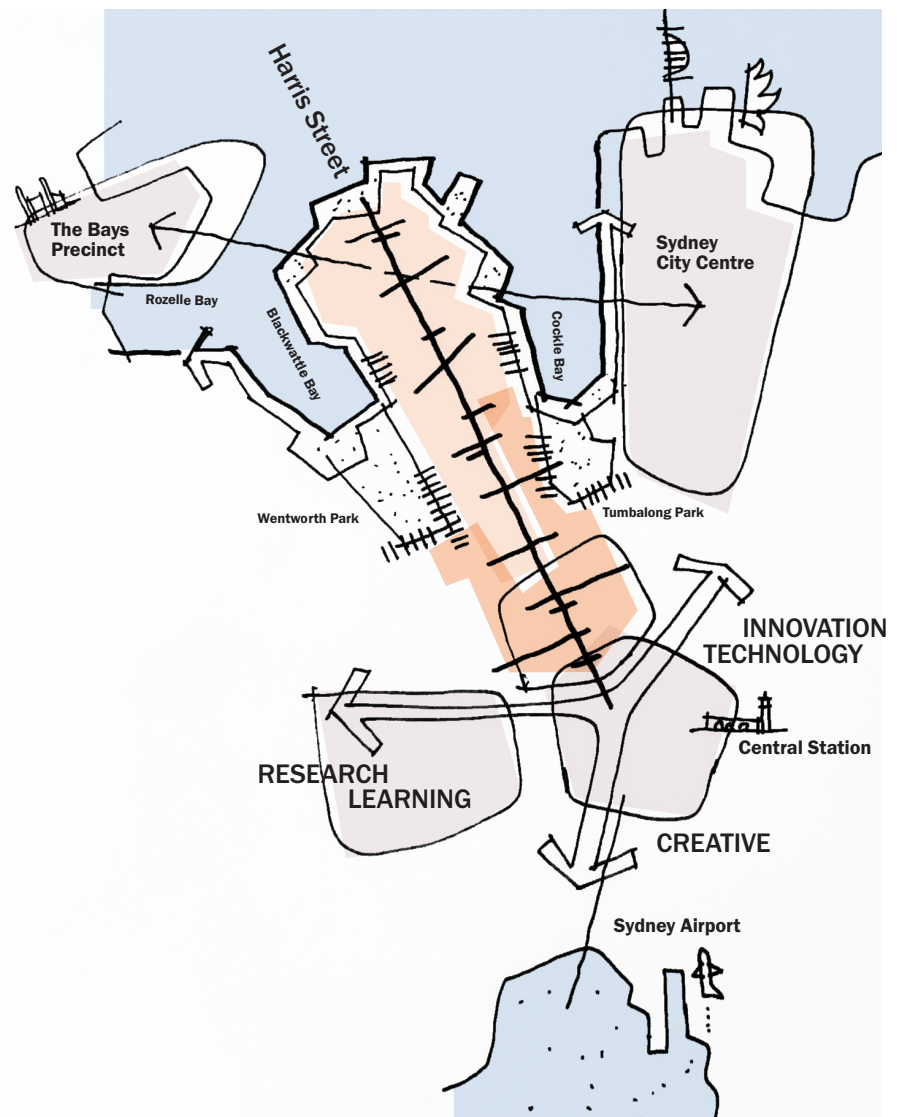 Harris Street
The Bays
Precinct
Sydney
City Centre
Rozelle Bay
Blackwattle Bay
Cockle Bay
Wentworth Park
Tumbalong Park
INNOVATION
TECHNOLOGY
Central Station
RESEARCH
LEARNING
CREATIVE
Sydney Airport